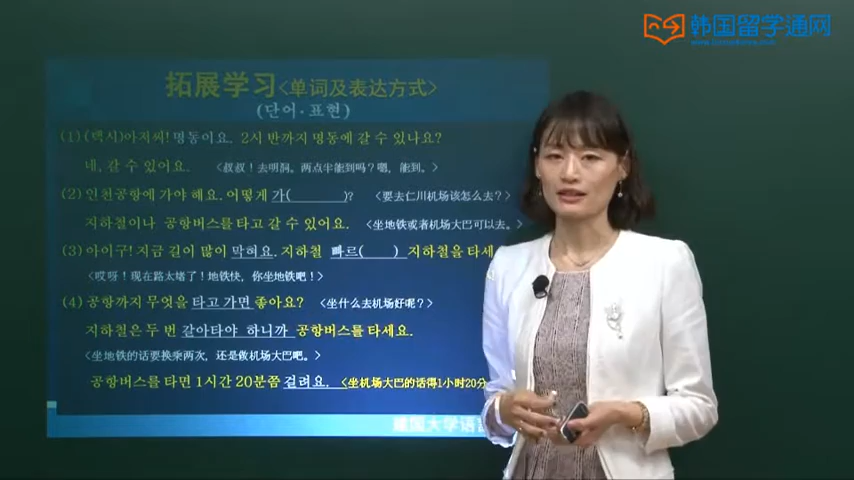 韩国留学通网
拓展学习<单词及表达方式>
(단어·표현)
(1) (택시)아저씨! 명동이요. 2시 반까지 명동에 갈 수 있나요?
네, 갈 수 있어요. <叔叔！去明洞。两点半能到吗？嗯，能到。>
(2) 인천공항에 가야 해요. 어떻게 가(______)? <要去仁川机场该怎么去？>
지하철이나 공항버스를 타고 갈 수 있어요. <坐地铁或者机场大巴可以去。>
(3) 아이구! 지금 길이 많이 막혀요. 지하철 빠르( ) 지하철을 타세
<哎呀！现在路太堵了！地铁快，你坐地铁吧！>
(4) 공항까지 무엇을 타고 가면 좋아요? <坐什么去机场好呢？>
지하철은 두 번 갈아타야 하니까 공항버스를 타세요.
<坐地铁的话要换乘两次，还是做机场大巴吧。>
공항버스를 타면 1시간 20분쯤 걸려요. <坐机场大巴的话得1小时20分
建国大学语